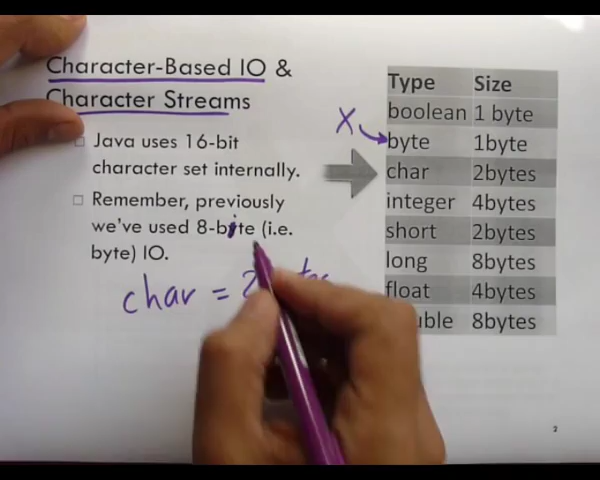 Character-Based IO &
Character Streams
Java uses 16-bit
character set internally.
Remember, previously
we've used 8-bite (i.e.
byte) IO.
char = 2
X
Type Size
boolean 1 byte
byte 1byte
char 2bytes
integer 4bytes
short 2bytes
long 8bytes
float 4bytes
8bytes
2